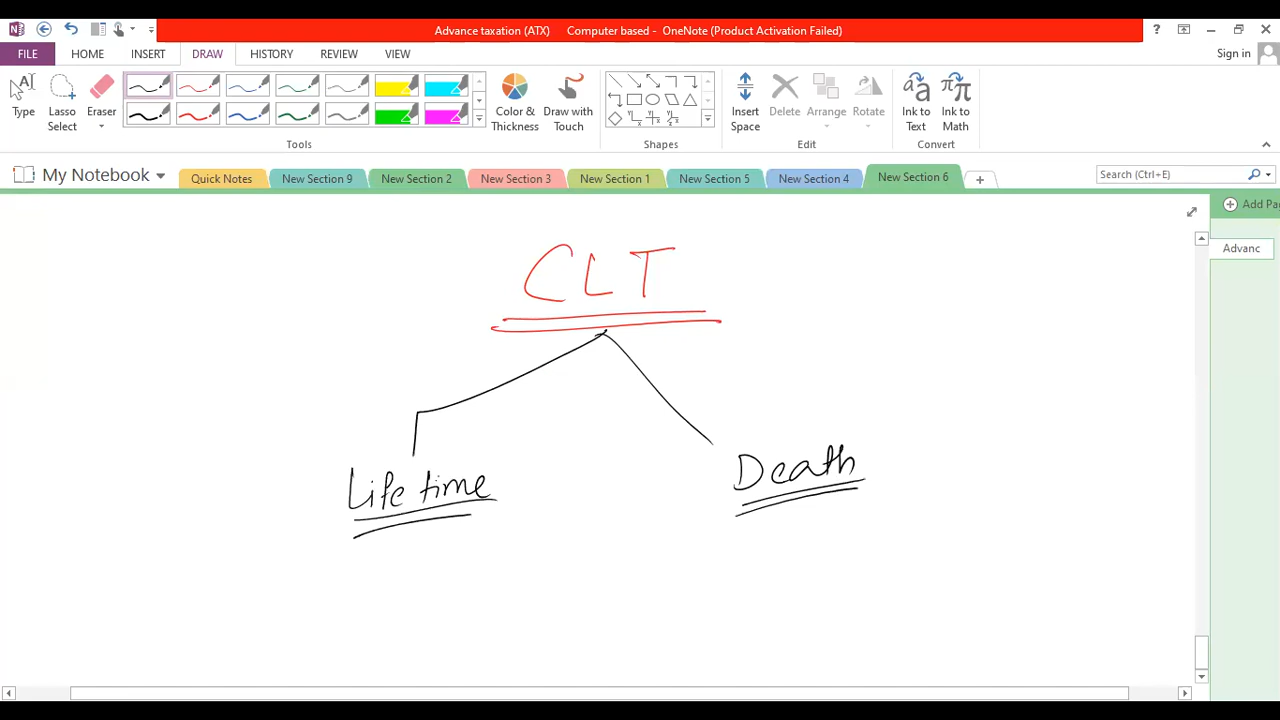 Advance taxation (ATX) Computer based - OneNote (Product Activation Failed)
FILE HOME INSERT DRAW HISTORY REVIEW VIEW Sign in
Type Lasso Select Eraser Color & Thickness Draw with Touch Insert Space Delete Arrange Rotate Ink to Text Ink to Math
Tools Shapes Edit Convert
My Notebook Quick Notes New Section 9 New Section 2 New Section 3 New Section 1 New Section 5 New Section 4 New Section 6 Search (Ctrl+E)
Add Pag
Advanc
CLT
Life time
Death